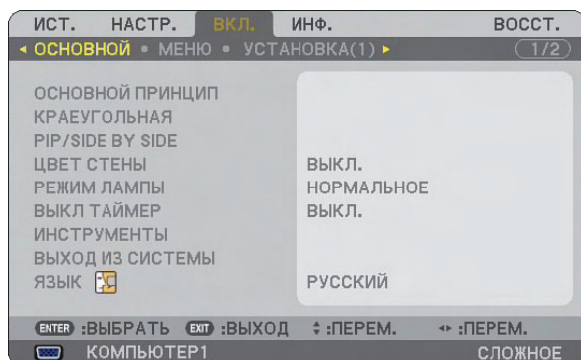 ИСТ. НАСТР. ВКЛ. ИНФ. ВОССТ.
ОСНОВНОЙ • МЕНЮ • УСТАНОВКА(1) 1/2
ОСНОВНОЙ ПРИНЦИП
КРАЕУГОЛЬНАЯ
PIP/SIDE BY SIDE
ЦВЕТ СТЕНЫ ВЫКЛ.
РЕЖИМ ЛАМПЫ НОРМАЛЬНОЕ
ВЫКЛ ТАЙМЕР ВЫКЛ.
ИНСТРУМЕНТЫ
ВЫХОД ИЗ СИСТЕМЫ
ЯЗЫК РУССКИЙ
ENTER :ВЫБРАТЬ EXIT :ВЫХОД :ПЕРЕМ. :ПЕРЕМ.
КОМПЬЮТЕР1 СЛОЖНОЕ